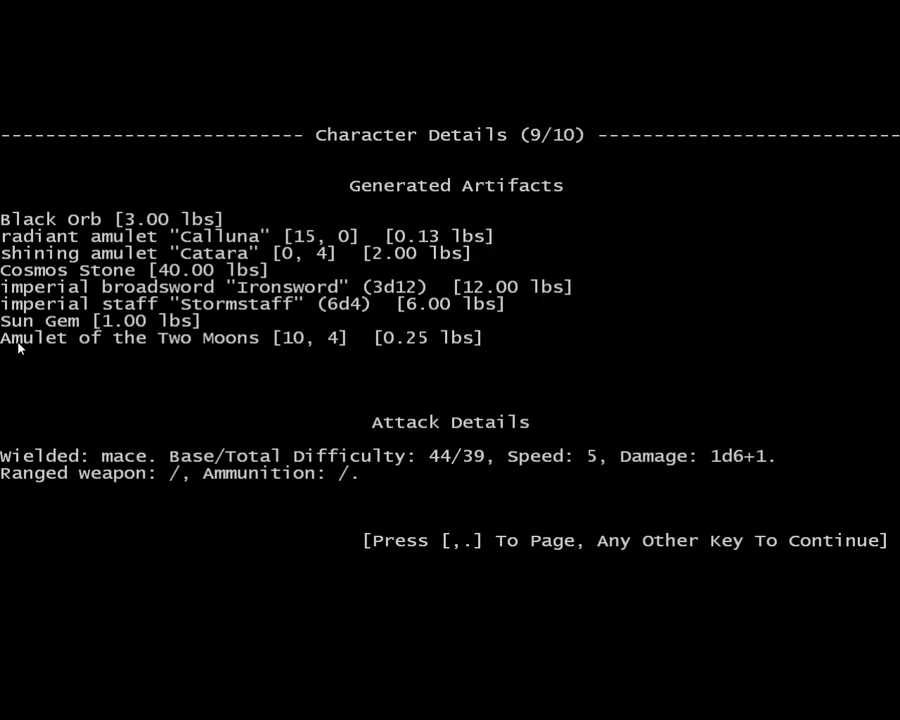 --------------------------- Character Details (9/10) ---------------------------
Generated Artifacts
Black Orb [3.00 lbs]
radiant amulet "Calluna" [15, 0]  [0.13 lbs]
shining amulet "Catara" [0, 4]  [2.00 lbs]
Cosmos Stone [40.00 lbs]
imperial broadsword "Ironsword" (3d12)  [12.00 lbs]
imperial staff "Stormstaff" (6d4)  [6.00 lbs]
Sun Gem [1.00 lbs]
Amulet of the Two Moons [10, 4]  [0.25 lbs]
Attack Details
Wielded: mace. Base/Total Difficulty: 44/39, Speed: 5, Damage: 1d6+1.
Ranged weapon: /, Ammunition: /.
[Press [,.] To Page, Any Other Key To Continue]